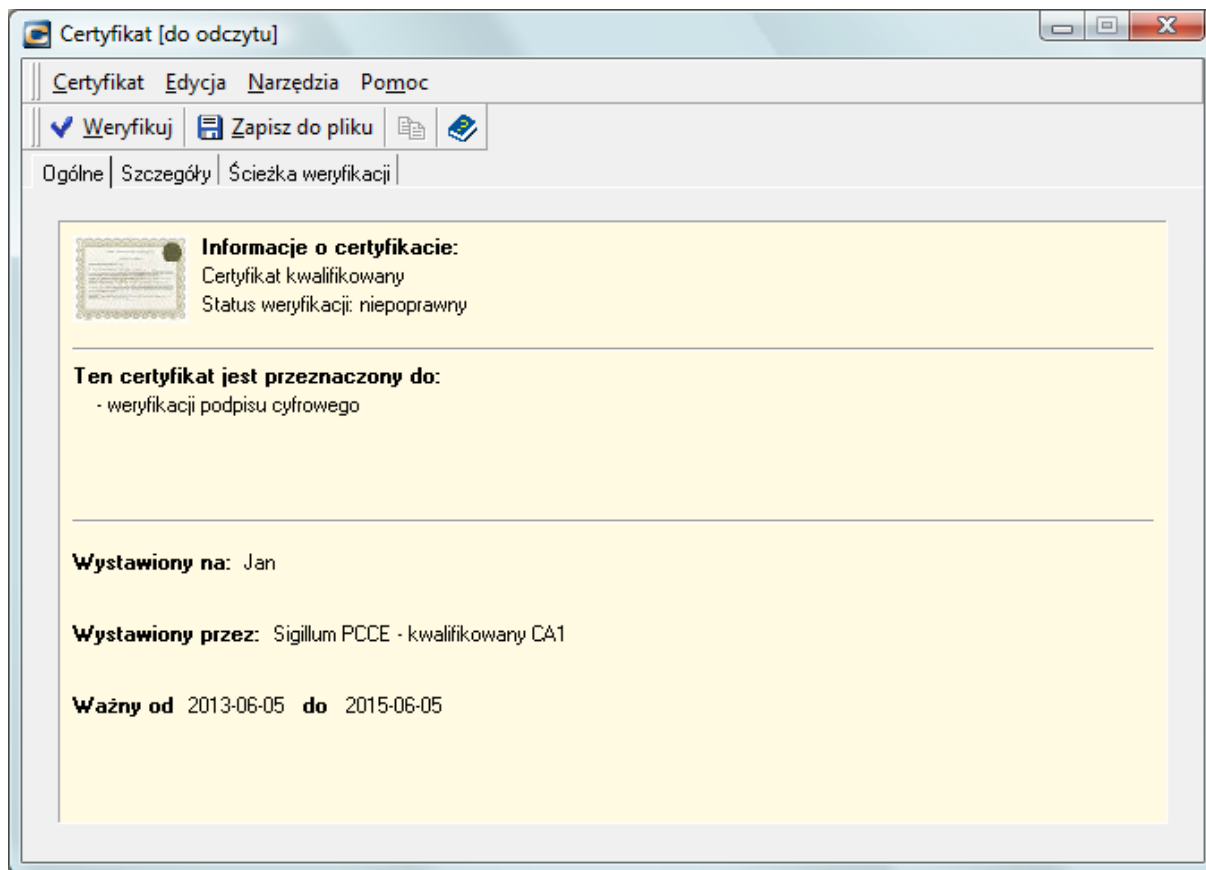 Certyfikat [do odczytu]
Certyfikat Edycja Narzędzia Pomoc
Weryfikuj Zapisz do pliku
Ogólne Szczegóły Ścieżka weryfikacji
Informacje o certyfikacie:
Certyfikat kwalifikowany
Status weryfikacji: niepoprawny
Ten certyfikat jest przeznaczony do:
- weryfikacji podpisu cyfrowego
Wystawiony na: Jan
Wystawiony przez: Sigillum PCCE - kwalifikowany CA1
Ważny od 2013-06-05 do 2015-06-05